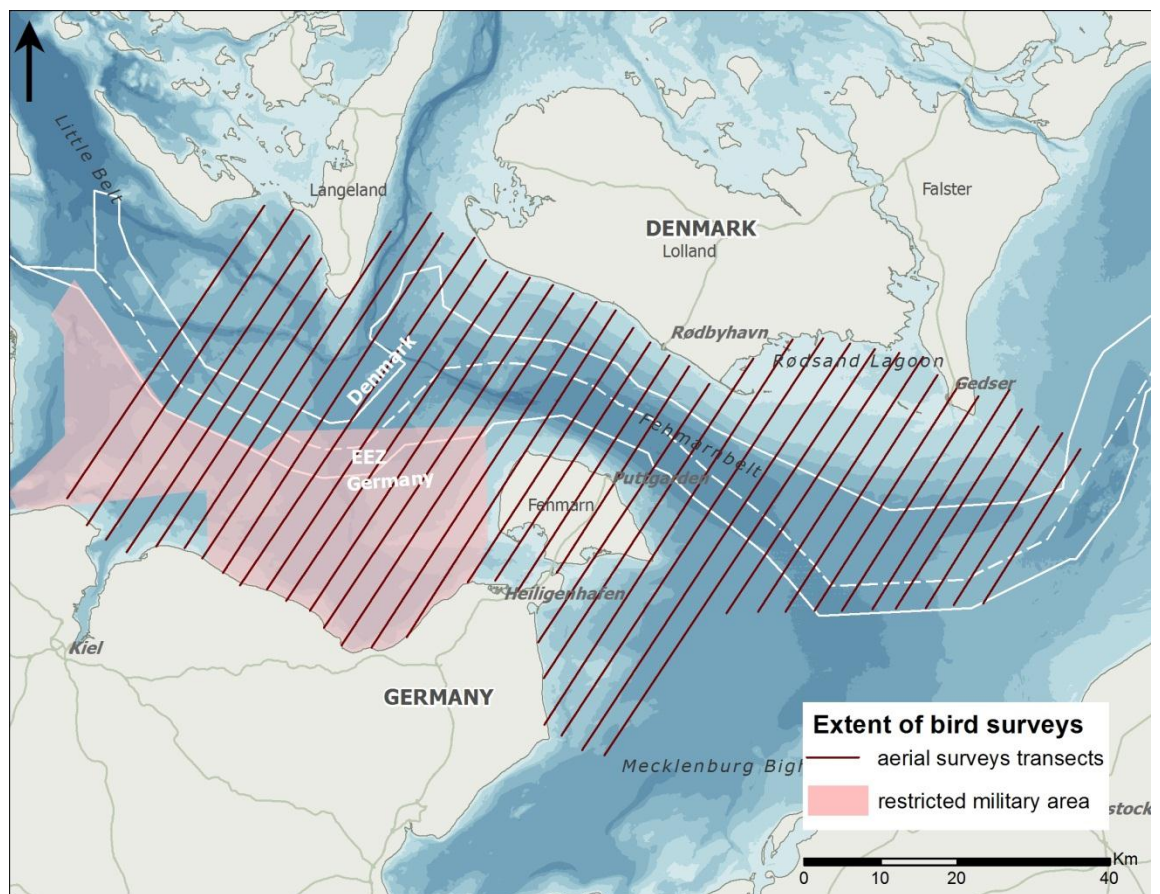 Little Belt
Langeland
DENMARK
Lolland
Falster
Rødbyhavn
Rødsand Lagoon
Gedser
Denmark
Fehmarnbelt
EEZ
Germany
Puttgarden
Fehmarn
Heiligenhafen
Kiel
GERMANY
Mecklenburg Bigh
stock
Extent of bird surveys
aerial surveys transects
restricted military area
Km
0 10 20 40